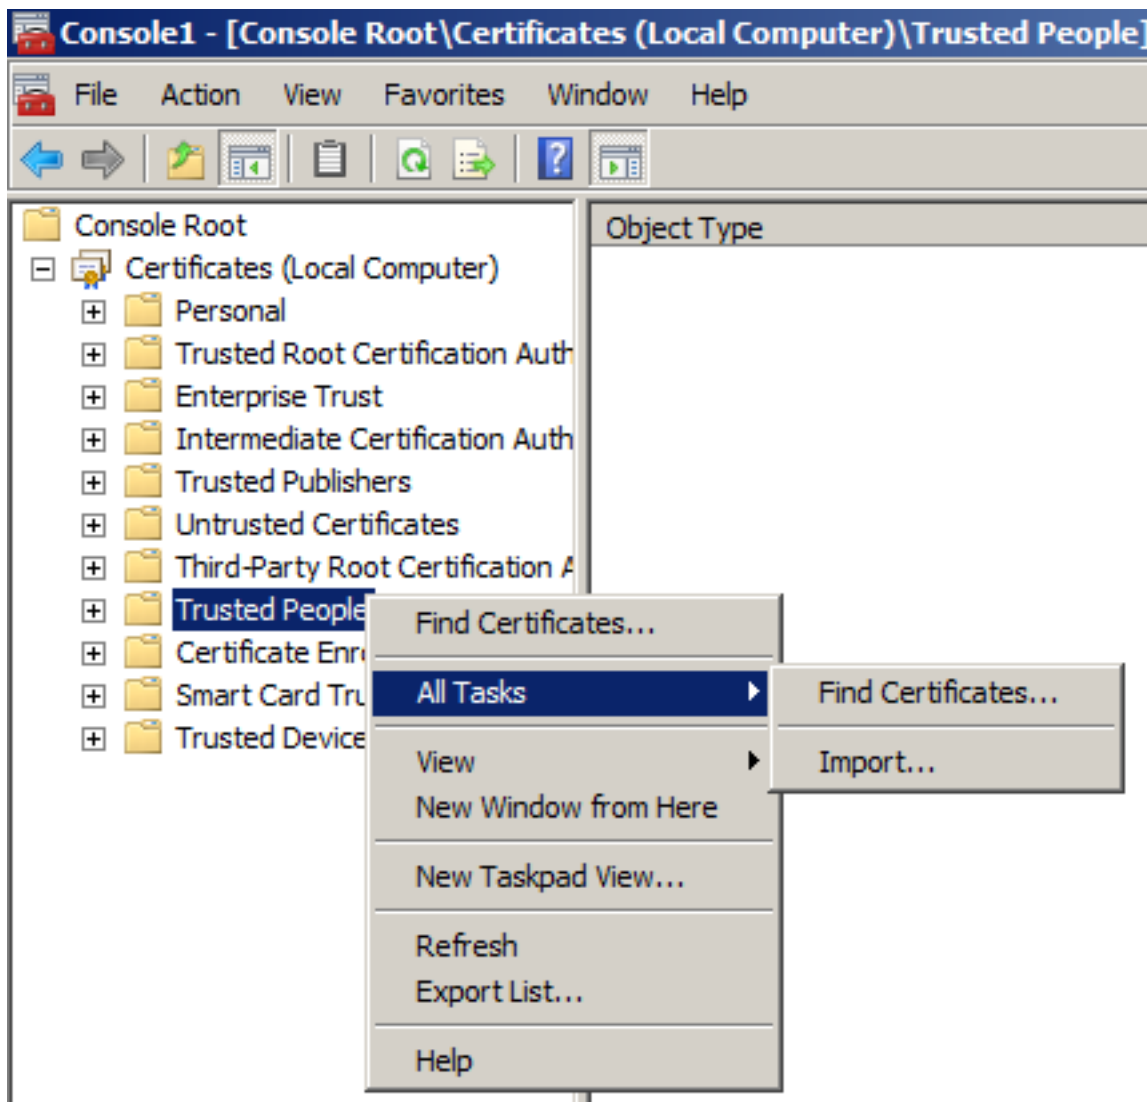 Console1 - [Console Root\Certificates (Local Computer)\Trusted People]
File Action View Favorites Window Help
Console Root
Object Type
Certificates (Local Computer)
Personal
Trusted Root Certification Auth
Enterprise Trust
Intermediate Certification Auth
Trusted Publishers
Untrusted Certificates
Third-Party Root Certification A
Trusted People
Certificate Enro
Smart Card Tru
Trusted Device
Find Certificates...
All Tasks
View
New Window from Here
New Taskpad View...
Refresh
Export List...
Help
Find Certificates...
Import...